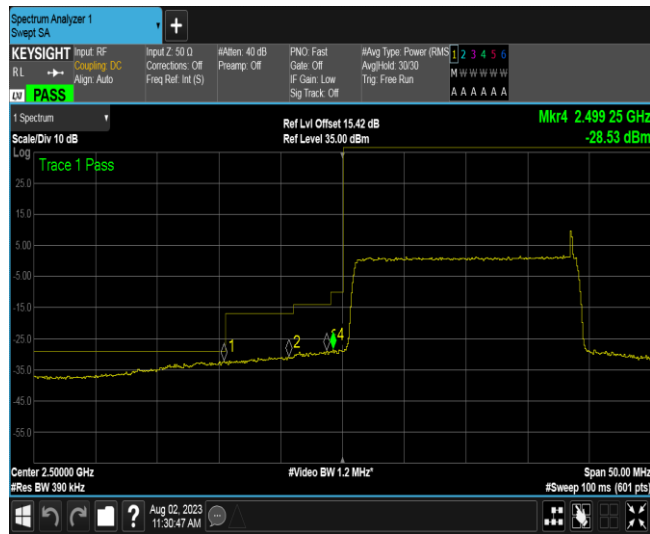 Spectrum Analyzer 1
Swept SA
KEYSIGHT Input: RF
RL Coupling: DC
Align: Auto
LXI PASS
Input Z: 50 Ω
Corrections: Off
Freq Ref: Int (S)
#Atten: 40 dB
Preamp: Off
PNO: Fast
Gate: Off
IF Gain: Low
Sig Track: Off
#Avg Type: Power (RMS
Avg|Hold: 30/30
Trig: Free Run
1 2 3 4 5 6
M W W W W W
A A A A A A
1 Spectrum
Scale/Div 10 dB
Ref Lvl Offset 15.42 dB
Ref Level 35.00 dBm
Mkr4 2.499 25 GHz
-28.53 dBm
Log
Trace 1 Pass
25.0
15.0
5.00
-5.00
-15.0
-25.0
-35.0
-45.0
-55.0
1
2
4
Center 2.50000 GHz
#Res BW 390 kHz
#Video BW 1.2 MHz*
Span 50.00 MHz
#Sweep 100 ms (601 pts)
?
Aug 02, 2023
11:30:47 AM